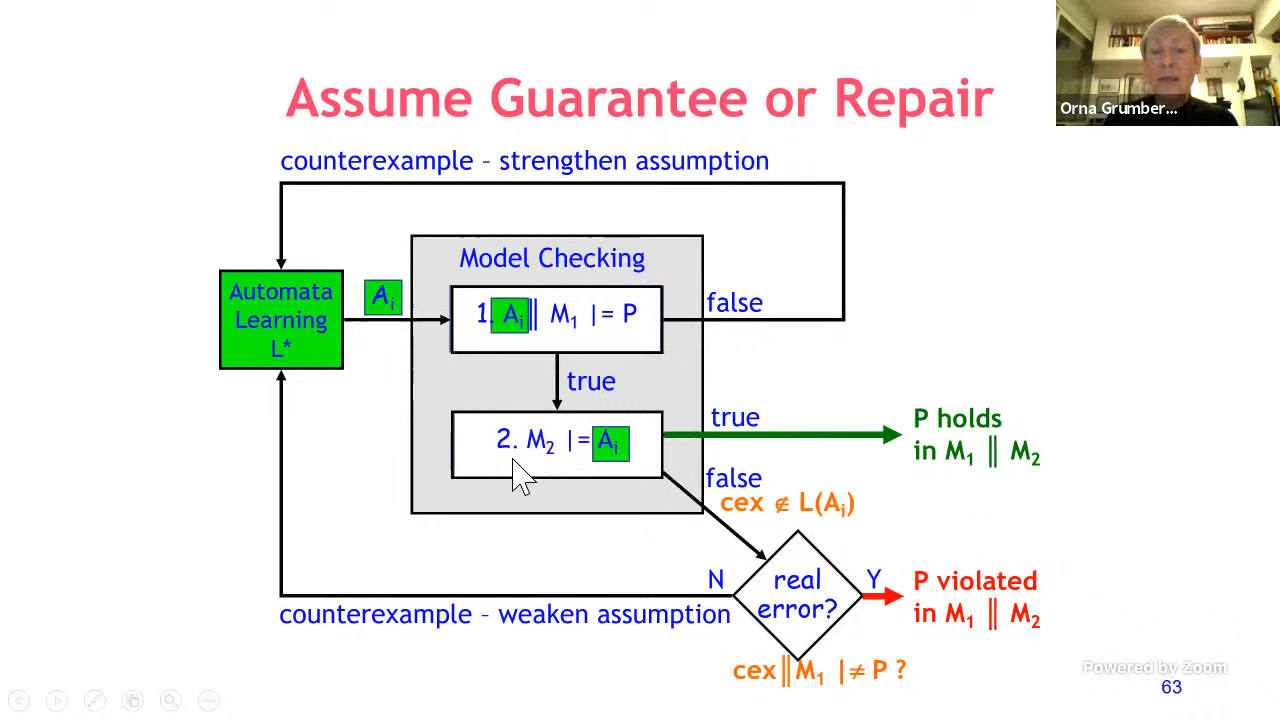 Orna Grumber...
Assume Guarantee or Repair
counterexample – strengthen assumption
Model Checking
Automata
Learning
L*
Aᵢ
1. Aᵢ || M₁ |= P
false
true
2. M₂ |= Aᵢ
true
P holds
in M₁ || M₂
false
cex ∉ L(Aᵢ)
N
real
error?
Y
P violated
in M₁ || M₂
counterexample – weaken assumption
cex || M₁ |≠ P ?
Powered by Zoom
63